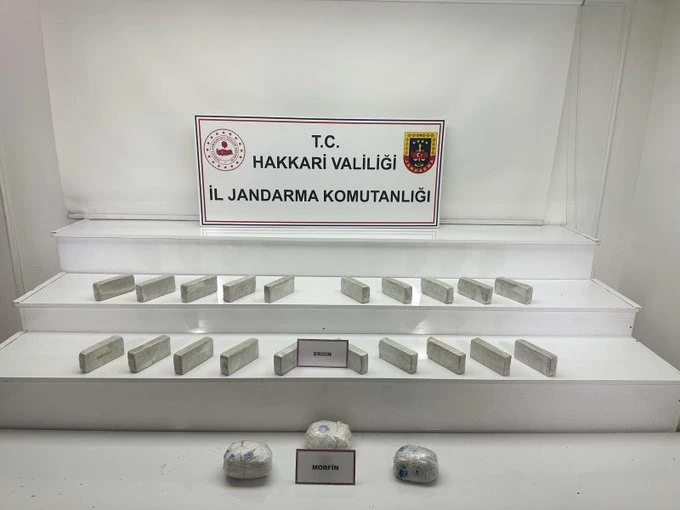 T.C.
HAKKARİ VALİLİĞİ
İL JANDARMA KOMUTANLIĞI
EROİN
MORFİN